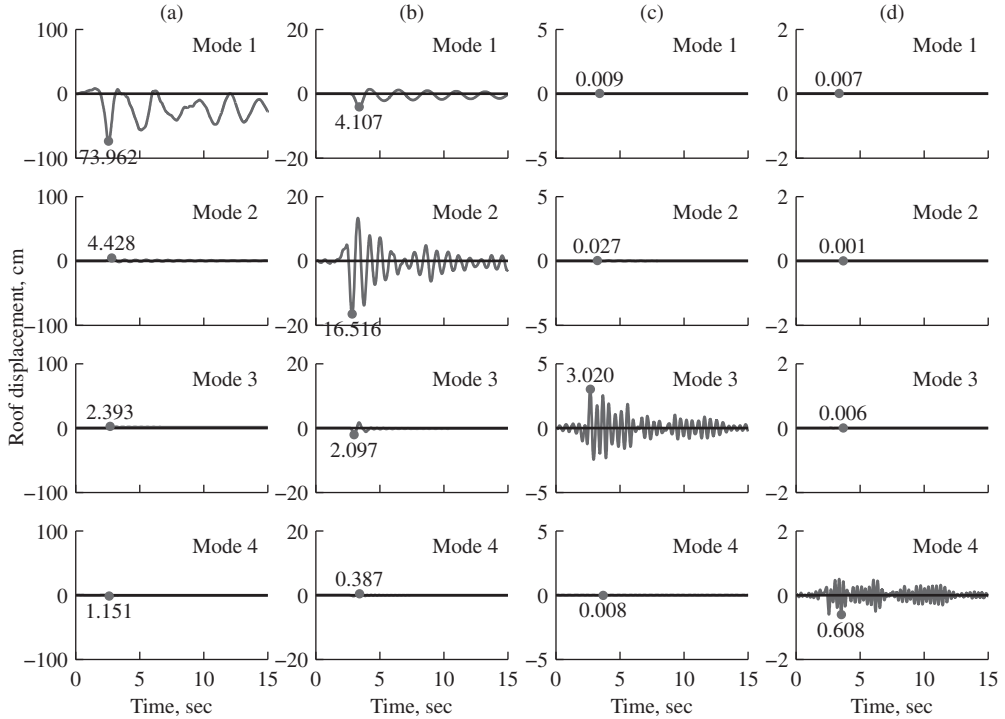 (a) (b) (c) (d)
100 Mode 1 20 Mode 1 5 Mode 1 2 Mode 1
0 0 0.009 0 0.007 0
73.962 4.107
−100 −20 −5 −2
100 Mode 2 20 Mode 2 5 Mode 2 2 Mode 2
4.428 0.027 0.001
0 0 0 0
16.516
−100 −20 −5 −2
Roof displacement, cm
100 Mode 3 20 Mode 3 5 3.020 Mode 3 2 Mode 3
2.393 0.006
0 0 0 0
2.097
−100 −20 −5 −2
100 Mode 4 20 Mode 4 5 Mode 4 2 Mode 4
0.387
0 0 0 0
1.151 0.008 0.608
−100 −20 −5 −2
0 5 10 15 0 5 10 15 0 5 10 15 0 5 10 15
Time, sec Time, sec Time, sec Time, sec